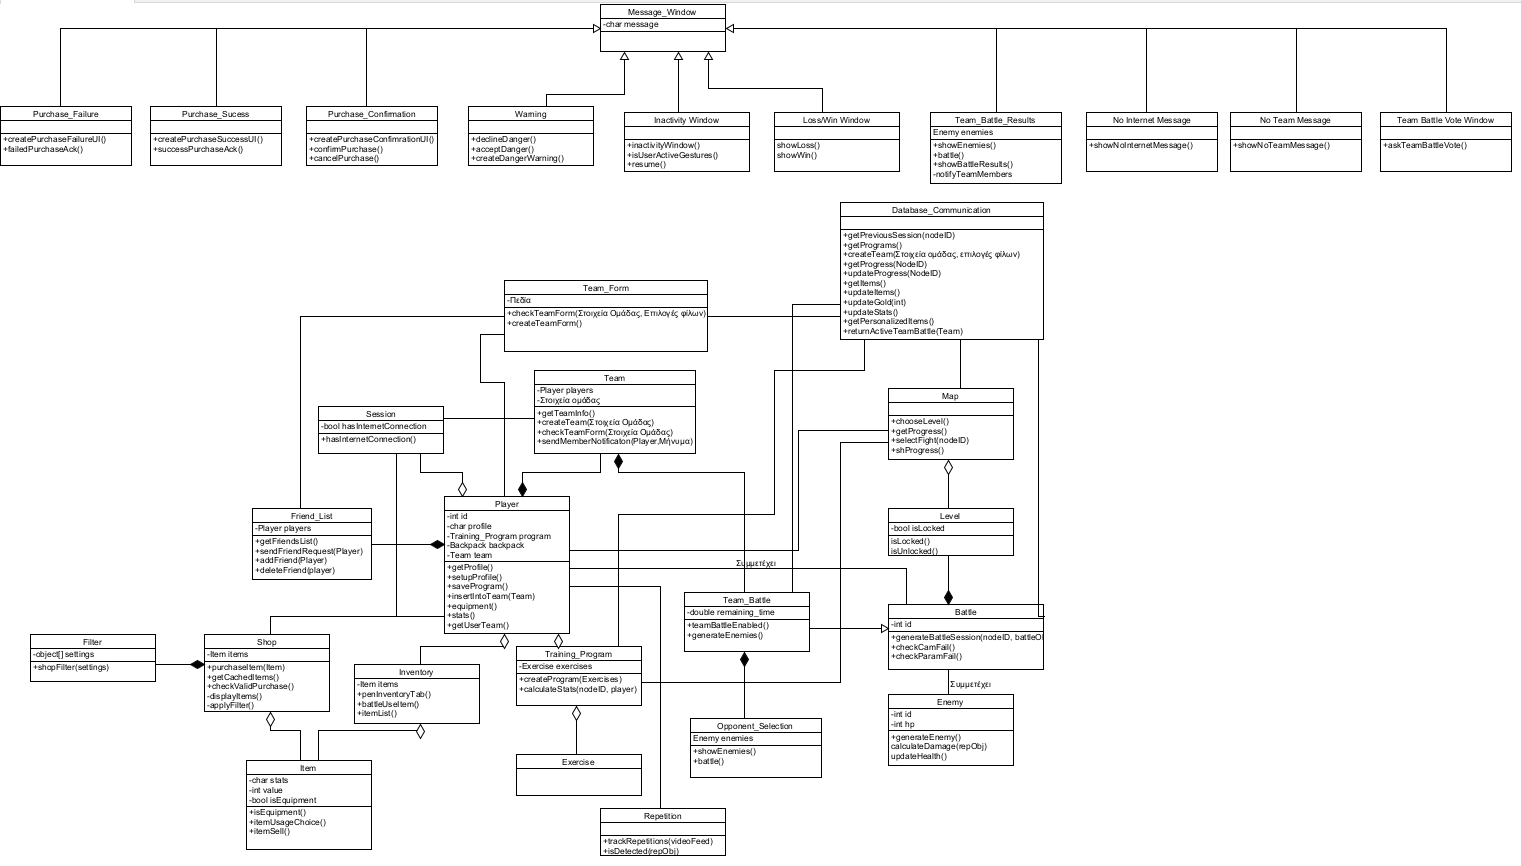 Message_Window
-char message
Purchase_Failure
+createPurchaseFailureUI()
+failedPurchaseAck()
Purchase_Sucess
+createPurchaseSuccessUI()
+successPurchaseAck()
Purchase_Confirmation
+createPurchaseConfimrationUI()
+confirmPurchase()
+cancelPurchase()
Warning
+declineDanger()
+acceptDanger()
+createDangerWarning()
Inactivity Window
+inactivityWindow()
+isUserActiveGestures()
+resume()
Loss/Win Window
showLoss()
showWin()
Team_Battle_Results
Enemy enemies
+showEnemies()
+battle()
+showBattleResults()
-notifyTeamMembers
No Internet Message
+showNoInternetMessage()
No Team Message
+showNoTeamMessage()
Team Battle Vote Window
+askTeamBattleVote()
Database_Communication
+getPreviousSession(nodeID)
+getPrograms()
+createTeam(Στοιχεία ομάδας, επιλογές φίλων)
+getProgress(NodeID)
+updateProgress(NodeID)
+getItems()
+updateItems()
+updateGold(int)
+updateStats()
+getPersonalizedItems()
+returnActiveTeamBattle(Team)
Team_Form
-Πεδία
+checkTeamForm(Στοιχεία Ομάδας, Επιλογές φίλων)
+createTeamForm()
Team
-Player players
-Στοιχεία ομάδας
+getTeamInfo()
+createTeam(Στοιχεία Ομάδας)
+checkTeamForm(Στοιχεία Ομάδας)
+sendMemberNotificaton(Player,Μήνυμα)
Session
-bool hasInternetConnection
+hasInternetConnection()
Map
+chooseLevel()
+getProgress()
+selectFight(nodeID)
+shProgress()
Friend_List
-Player players
+getFriendsList()
+sendFriendRequest(Player)
+addFriend(Player)
+deleteFriend(player)
Player
-int id
-char profile
-Training_Program program
-Backpack backpack
-Team team
+getProfile()
+setupProfile()
+saveProgram()
+insertIntoTeam(Team)
+equipment()
+stats()
+getUserTeam()
Level
-bool isLocked
isLocked()
isUnlocked()
Συμμετέχει
Team_Battle
-double remaining_time
+teamBattleEnabled()
+generateEnemies()
Battle
-int id
+generateBattleSession(nodeID, battleOl
+checkCamFail()
+checkParamFail()
Συμμετέχει
Filter
-object[] settings
+shopFilter(settings)
Shop
-Item items
+purchaseItem(Item)
+getCachedItems()
+checkValidPurchase()
-displayItems()
-applyFilter()
Inventory
-Item items
+penInventoryTab()
+battleUseItem()
+itemList()
Training_Program
-Exercise exercises
+createProgram(Exercises)
+calculateStats(nodeID, player)
Opponent_Selection
Enemy enemies
+showEnemies()
+battle()
Enemy
-int id
-int hp
+generateEnemy()
calculateDamage(repObj)
updateHealth()
Item
-char stats
-int value
-bool isEquipment
+isEquipment()
+itemUsageChoice()
+itemSell()
Exercise
Repetition
+trackRepetitions(videoFeed)
+isDetected(repObj)